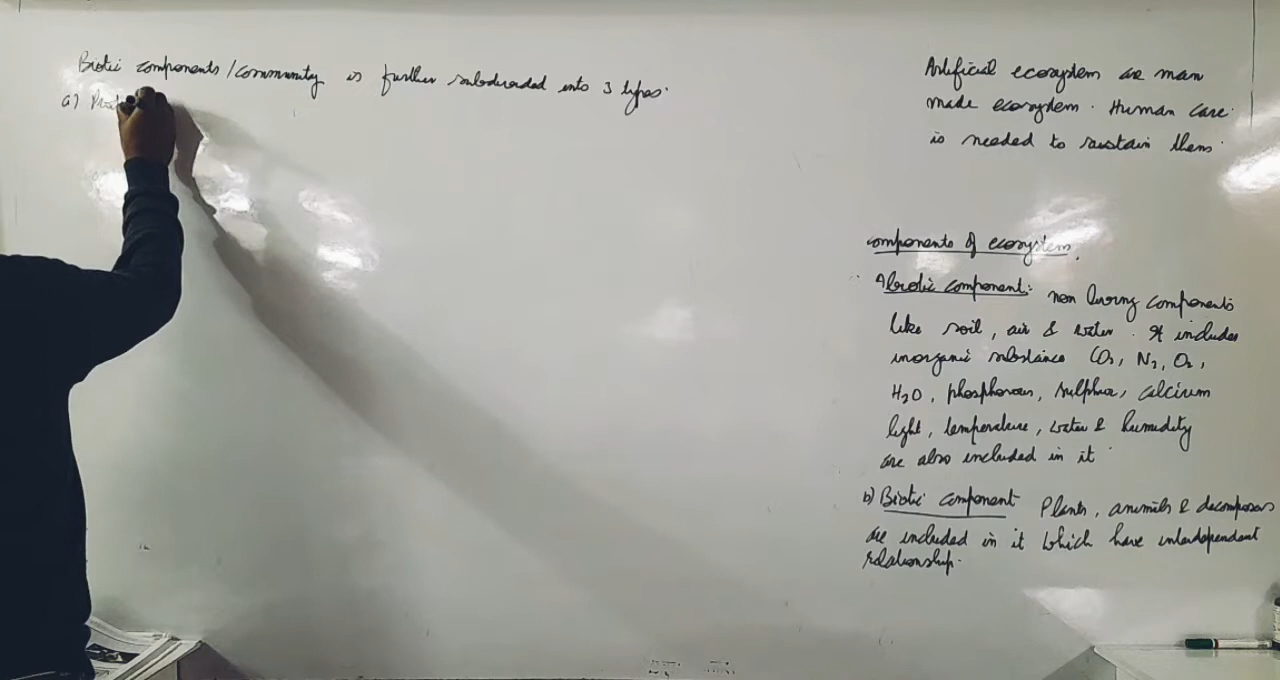 Biotic components/community is further subdivided into 3 types.
a) Prod
Artificial ecosystem are man
made ecosystem. Human care
is needed to sustain them.
components of ecosystem.
Abiotic component: non living components
like soil, air & water. It includes
inorganic substance CO2, N2, O2,
H2O, phosphorous, sulphur, calcium
light, temperature, water & humidity
are also included in it
b) Biotic component Plants, animals & decomposers
are included in it which have interdependent
relationship.